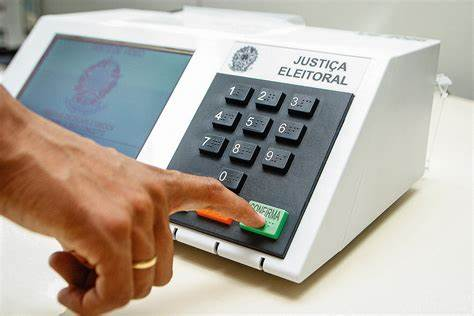 JUSTIÇA
ELEITORAL
1 2 3
4 5 6
7 8 9
0
CONFIRMA